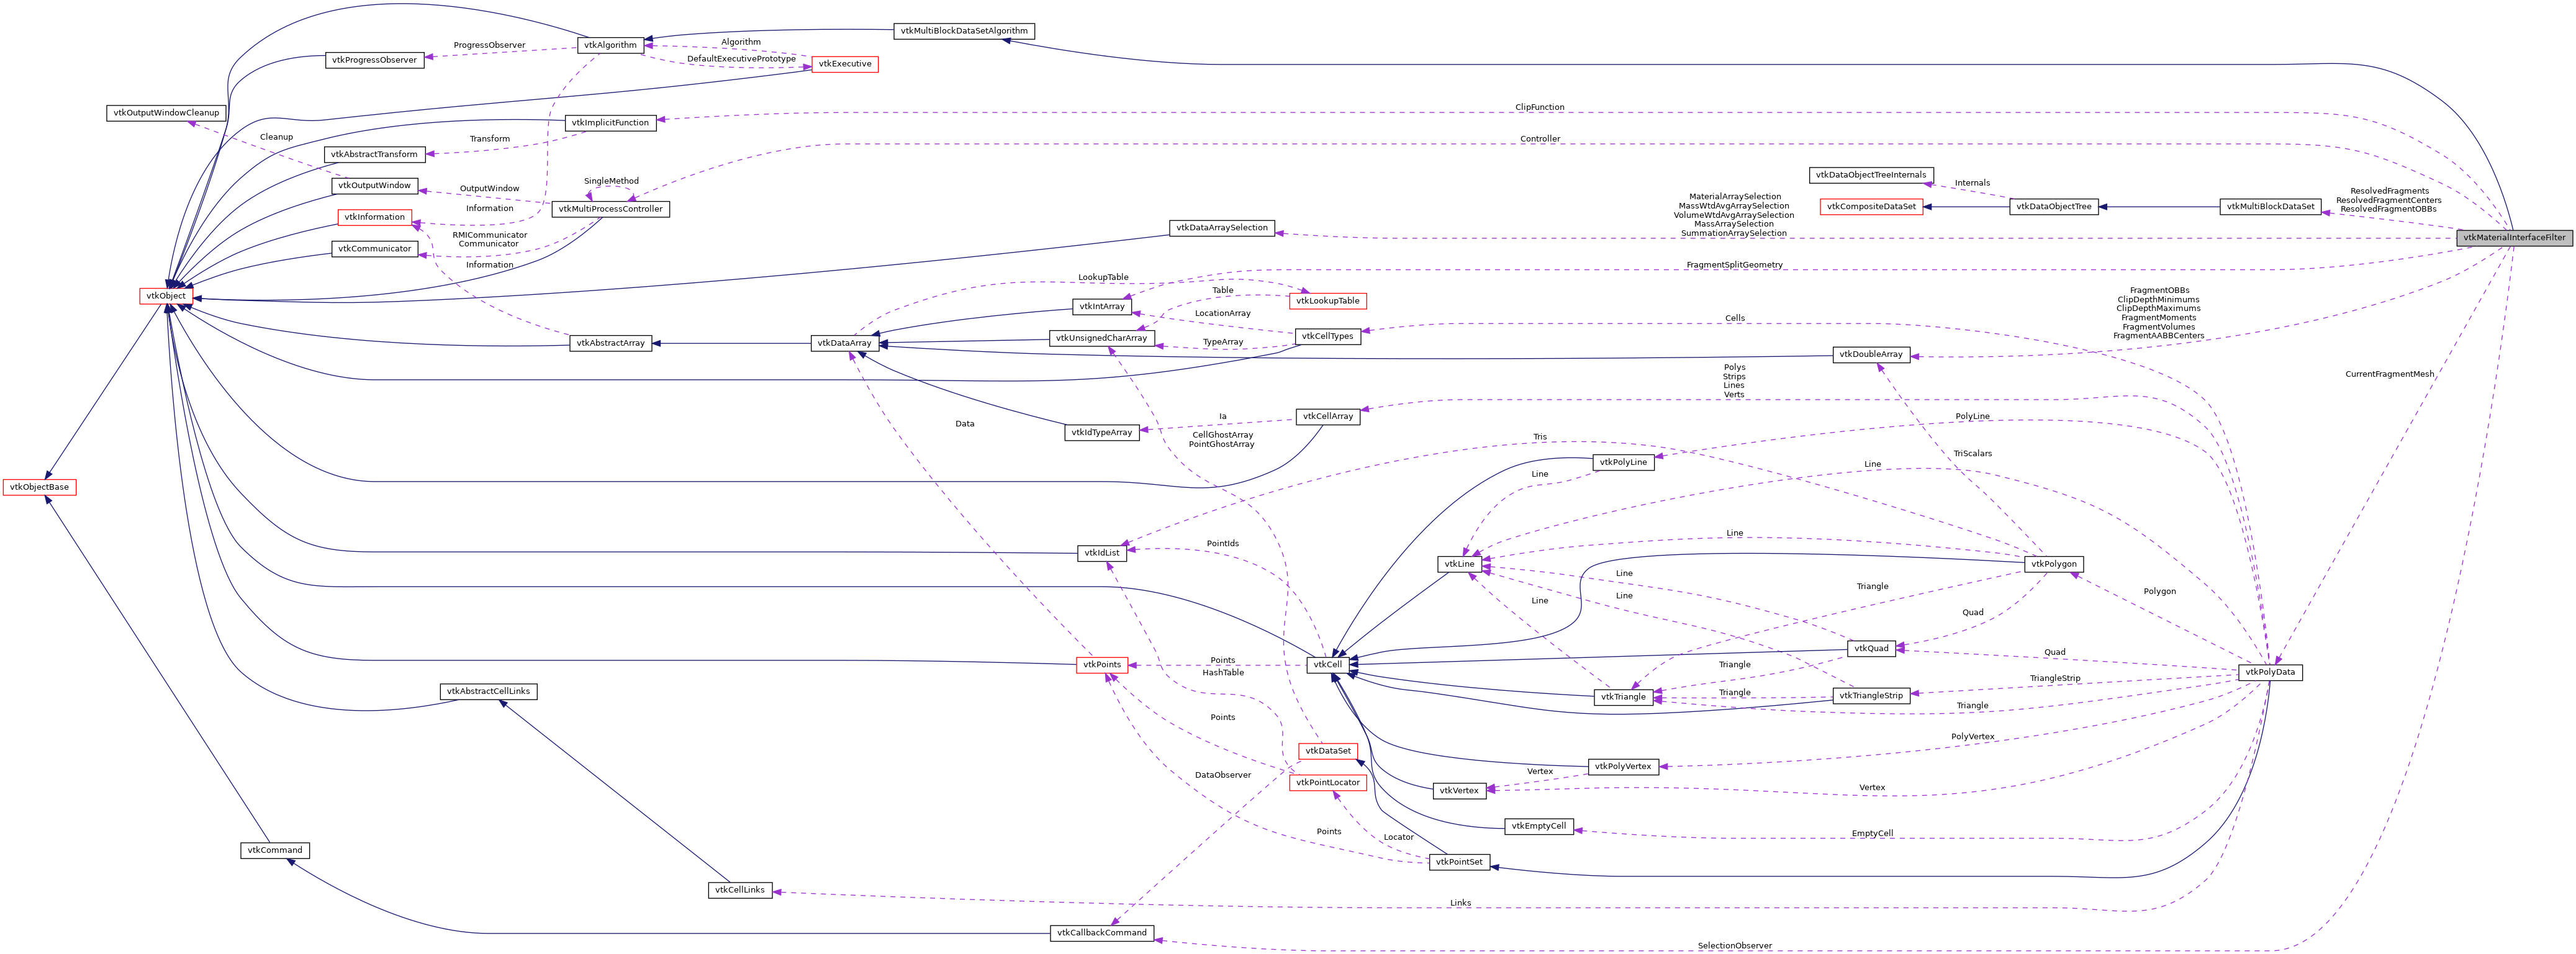 vtkMultiBlockDataSetAlgorithm
vtkAlgorithm
ProgressObserver
Algorithm
vtkProgressObserver
DefaultExecutivePrototype
vtkExecutive
vtkOutputWindowCleanup
ClipFunction
vtkImplicitFunction
Cleanup
Transform
Controller
vtkAbstractTransform
vtkDataObjectTreeInternals
SingleMethod
Internals
vtkOutputWindow
OutputWindow
ResolvedFragments
ResolvedFragmentCenters
ResolvedFragmentOBBs
MaterialArraySelection
MassWtdAvgArraySelection
VolumeWtdAvgArraySelection
MassArraySelection
SummationArraySelection
vtkCompositeDataSet
vtkDataObjectTree
vtkMultiBlockDataSet
Information
vtkMultiProcessController
vtkInformation
vtkDataArraySelection
RMICommunicator
Communicator
vtkMaterialInterfaceFilter
vtkCommunicator
Information
FragmentSplitGeometry
LookupTable
vtkObject
Table
vtkLookupTable
FragmentOBBs
ClipDepthMinimums
ClipDepthMaximums
FragmentMoments
FragmentVolumes
FragmentAABBCenters
vtkIntArray
LocationArray
Cells
vtkUnsignedCharArray
vtkCellTypes
vtkAbstractArray
vtkDataArray
TypeArray
vtkDoubleArray
Polys
Strips
Lines
Verts
CurrentFragmentMesh
Data
Ia
vtkCellArray
PolyLine
vtkIdTypeArray
CellGhostArray
PointGhostArray
Tris
TriScalars
vtkPolyLine
Line
Line
vtkObjectBase
Line
PointIds
vtkIdList
vtkLine
vtkPolygon
Line
Triangle
Polygon
Line
Line
Quad
vtkQuad
Quad
vtkPoints
Points
vtkCell
Triangle
HashTable
vtkPolyData
TriangleStrip
vtkAbstractCellLinks
vtkTriangle
Triangle
vtkTriangleStrip
Triangle
Points
PolyVertex
vtkDataSet
vtkPolyVertex
DataObserver
Vertex
vtkPointLocator
vtkVertex
Vertex
vtkEmptyCell
EmptyCell
Points
Locator
vtkCommand
vtkPointSet
vtkCellLinks
Links
vtkCallbackCommand
SelectionObserver